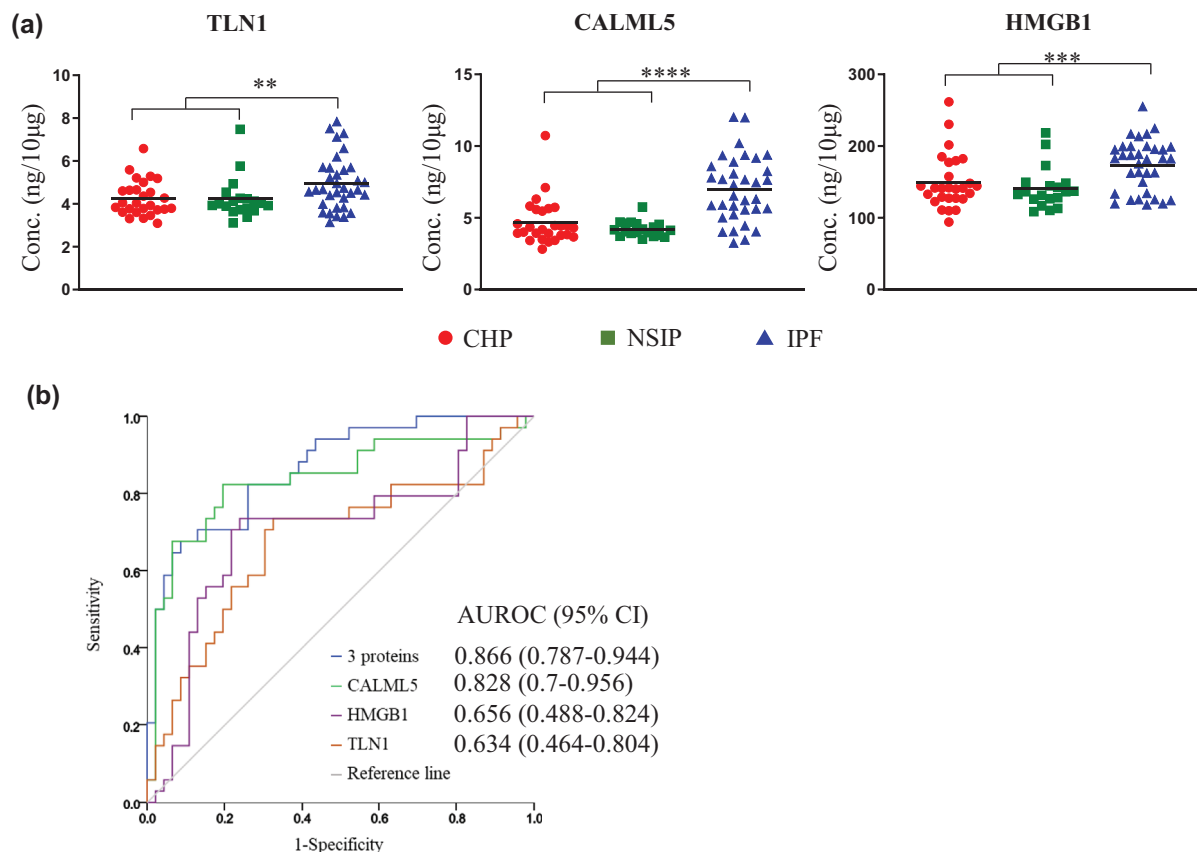 (a)
TLN1
CALML5
HMGB1
Conc. (ng/10µg)
10
8
6
4
2
0
**
Conc. (ng/10µg)
15
10
5
0
****
Conc. (ng/10µg)
300
200
100
0
***
CHP
NSIP
IPF
(b)
Sensitivity
1.0
0.8
0.6
0.4
0.2
0.0
0.0
0.2
0.4
0.6
0.8
1.0
1-Specificity
AUROC (95% CI)
3 proteins 0.866 (0.787-0.944)
CALML5 0.828 (0.7-0.956)
HMGB1 0.656 (0.488-0.824)
TLN1 0.634 (0.464-0.804)
Reference line